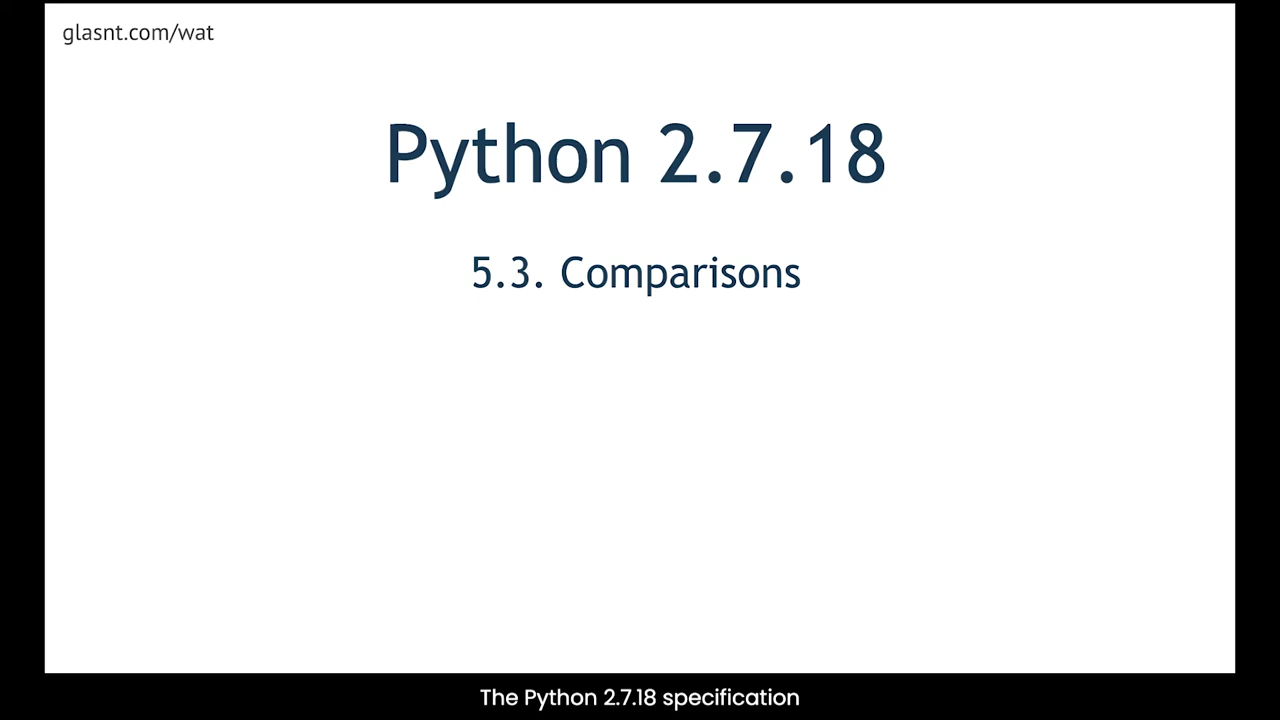 glasnt.com/wat
Python 2.7.18
5.3. Comparisons
The Python 2.7.18 specification